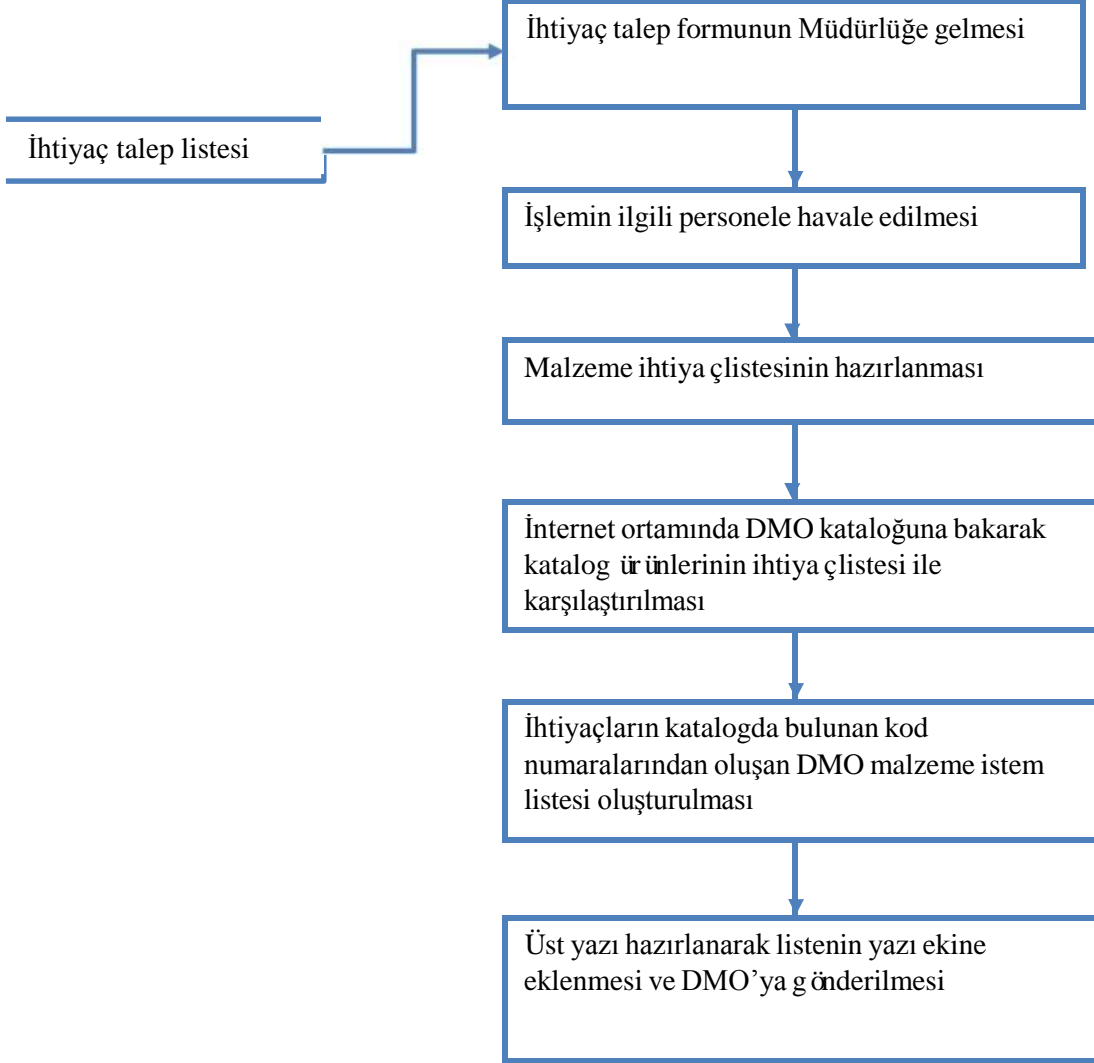 İhtiyaç talep formunun Müdürlüğe gelmesi
İhtiyaç talep listesi
İşlemin ilgili personele havale edilmesi
Malzeme ihtiya çlistesinin hazırlanması
İnternet ortamında DMO kataloğuna bakarak
katalog ür ünlerinin ihtiya çlistesi ile
karşılaştırılması
İhtiyaçların katalogda bulunan kod
numaralarından oluşan DMO malzeme istem
listesi oluşturulması
Üst yazı hazırlanarak listenin yazı ekine
eklenmesi ve DMO’ya g önderilmesi